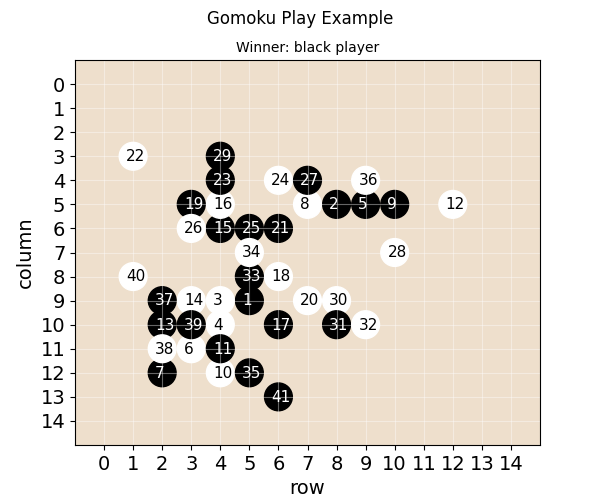 Gomoku Play Example
Winner: black player
0
1
2
22 29 3
23 24 27 36 4
19 16 8 2 5 9 12 5
26 15 25 21 6
34 28 7
40 33 18 8
37 14 3 1 20 30 9
13 39 4 17 31 32 10
38 6 11 11
7 10 35 12
41 13
14
0 1 2 3 4 5 6 7 8 9 10 11 12 13 14
column
row